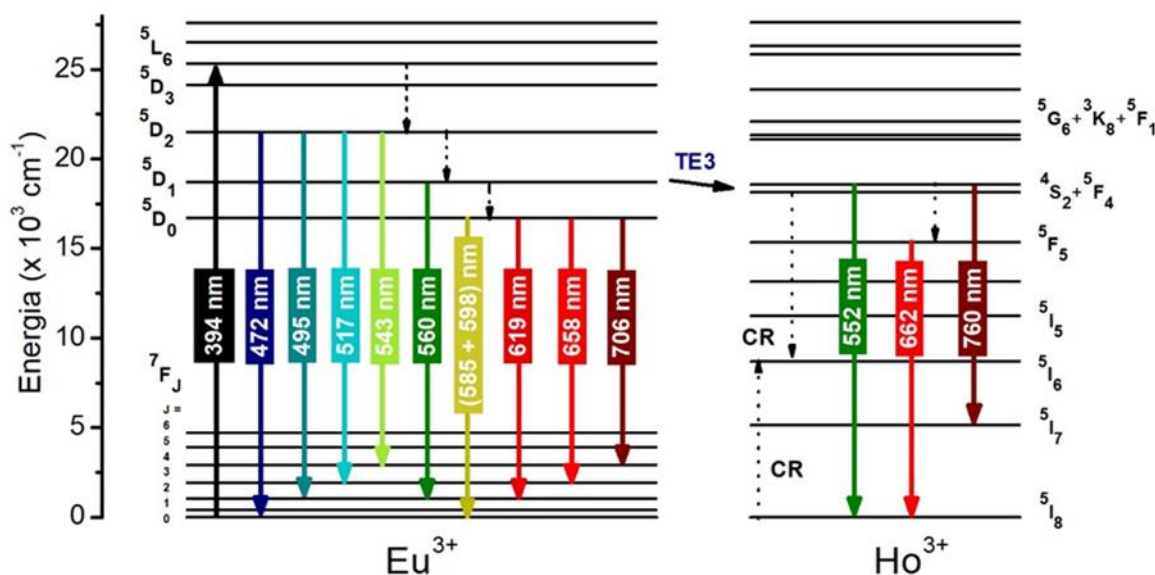 Energia (x 10³ cm⁻¹)
25
20
15
10
5
0
⁵L₆
⁵D₃
⁵D₂
⁵D₁
⁵D₀
⁷F_J
J =
6
5
4
3
2
1
0
394 nm
472 nm
495 nm
517 nm
543 nm
560 nm
(585 + 598) nm
619 nm
658 nm
706 nm
Eu³⁺
TE3
CR
CR
552 nm
662 nm
760 nm
⁵G₆+³K₈+⁵F₁
⁴S₂+⁵F₄
⁵F₅
⁵I₅
⁵I₆
⁵I₇
⁵I₈
Ho³⁺